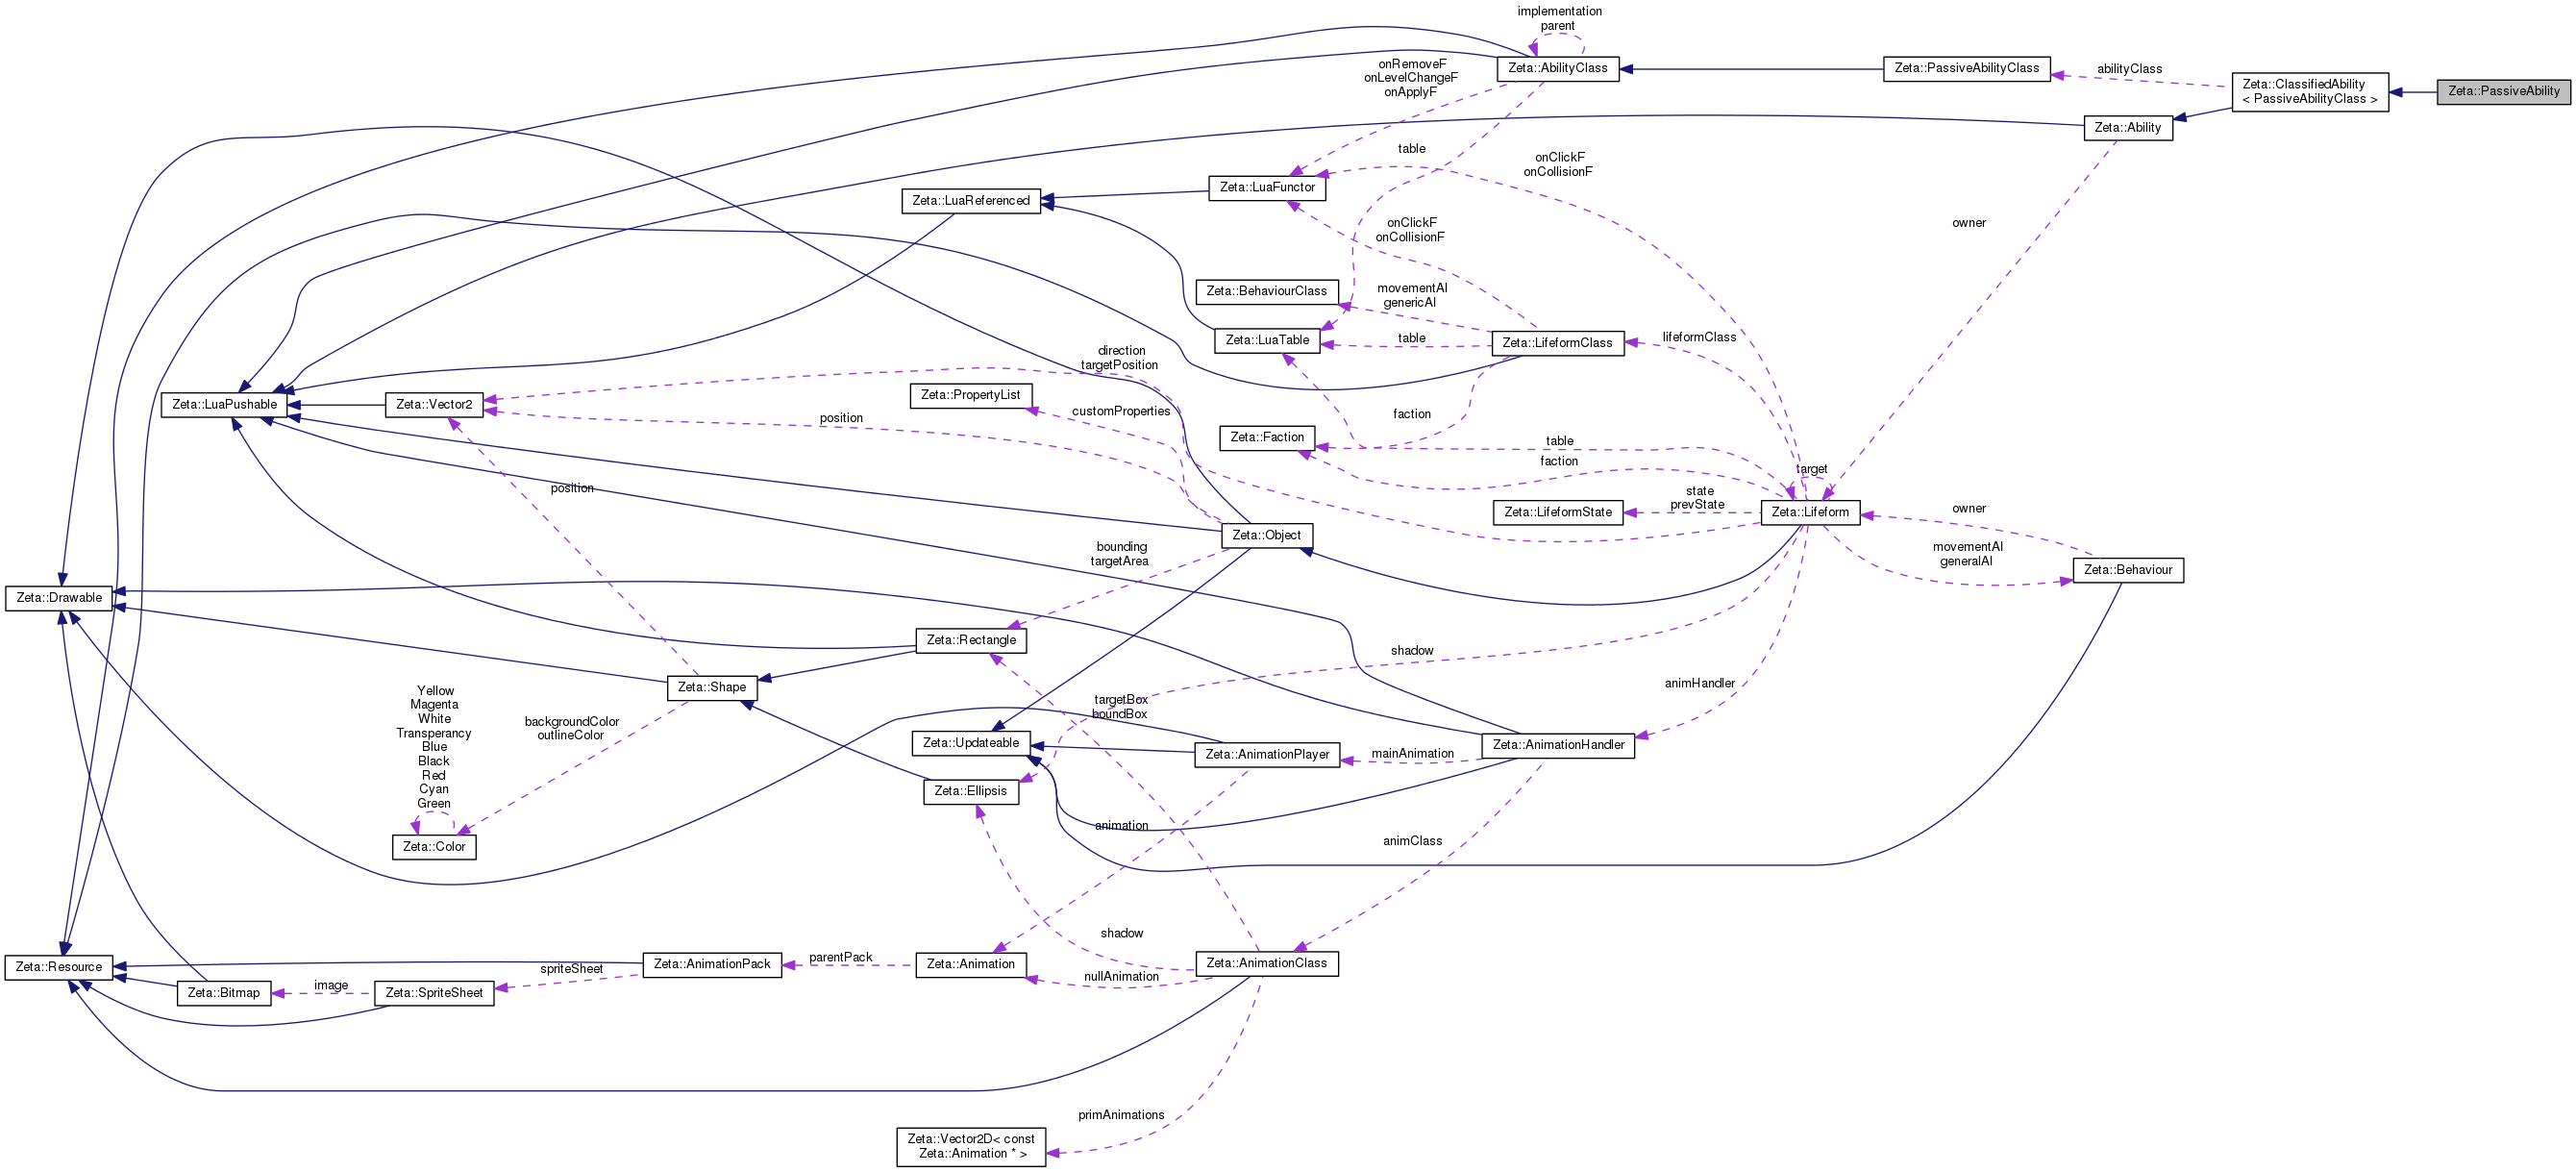 implementation
parent
Zeta::AbilityClass
Zeta::PassiveAbilityClass
abilityClass
Zeta::ClassifiedAbility
< PassiveAbilityClass >
Zeta::PassiveAbility
onRemoveF
onLevelChangeF
onApplyF
Zeta::Ability
table
onClickF
onCollisionF
Zeta::LuaReferenced
Zeta::LuaFunctor
owner
onClickF
onCollisionF
Zeta::BehaviourClass
movementAI
genericAI
Zeta::LuaTable
table
Zeta::LifeformClass
lifeformClass
direction
targetPosition
Zeta::LuaPushable
Zeta::Vector2
Zeta::PropertyList
customProperties
position
faction
Zeta::Faction
table
faction
target
position
state
prevState
Zeta::LifeformState
Zeta::Lifeform
owner
Zeta::Object
bounding
targetArea
movementAI
generalAI
Zeta::Behaviour
Zeta::Drawable
Zeta::Rectangle
shadow
Zeta::Shape
animHandler
Yellow
Magenta
White
Transperancy
Blue
Black
Red
Cyan
Green
backgroundColor
outlineColor
targetBox
boundBox
Zeta::Updateable
Zeta::AnimationPlayer
mainAnimation
Zeta::AnimationHandler
Zeta::Ellipsis
animation
animClass
Zeta::Color
shadow
Zeta::Resource
Zeta::AnimationPack
parentPack
Zeta::Animation
nullAnimation
Zeta::AnimationClass
spriteSheet
Zeta::Bitmap
image
Zeta::SpriteSheet
primAnimations
Zeta::Vector2D< const
Zeta::Animation * >